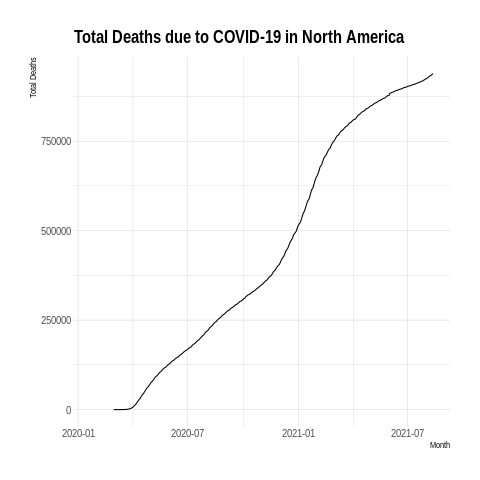 Total Deaths due to COVID-19 in North America
Total Deaths
750000
500000
250000
0
2020-01 2020-07 2021-01 2021-07
Month